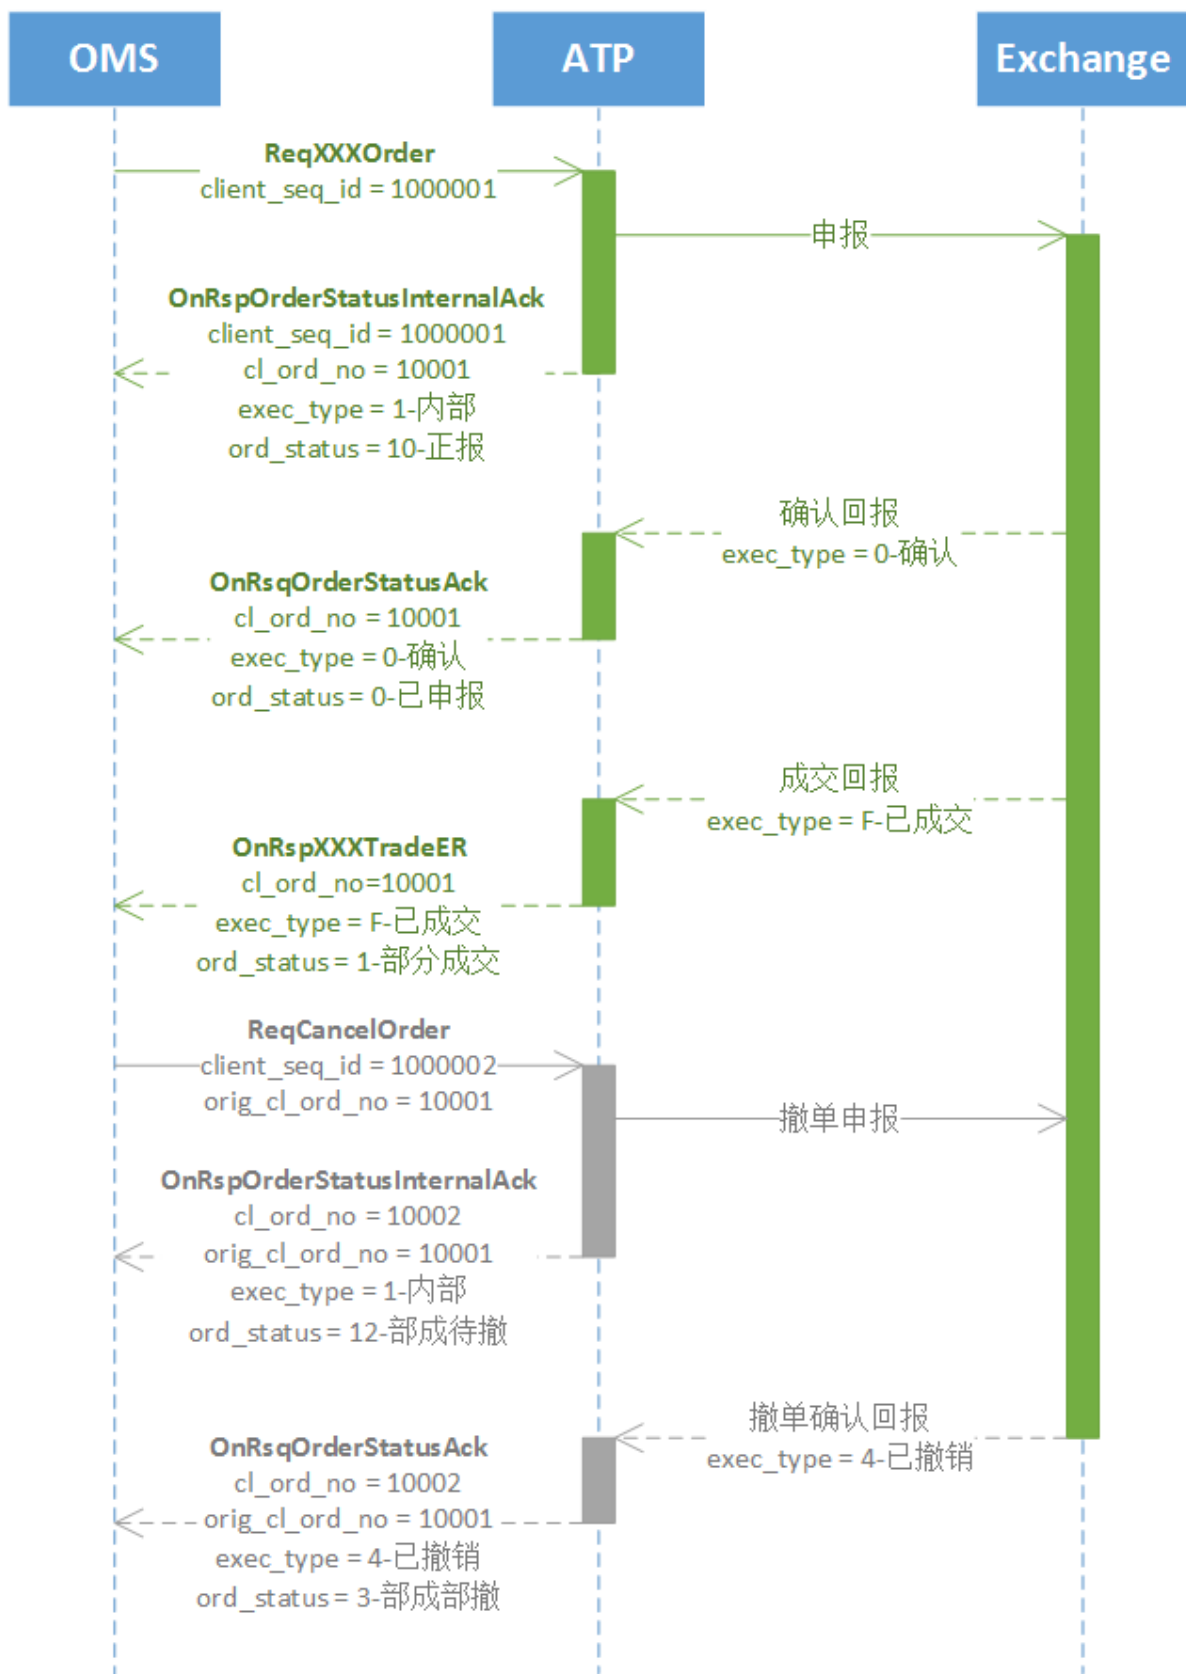 OMS
ATP
Exchange
ReqXXXOrder
client_seq_id = 1000001
申报
OnRspOrderStatusInternalAck
client_seq_id = 1000001
cl_ord_no = 10001
exec_type = 1-内部
ord_status = 10-正报
确认回报
exec_type = 0-确认
OnRsqOrderStatusAck
cl_ord_no = 10001
exec_type = 0-确认
ord_status = 0-已申报
成交回报
exec_type = F-已成交
OnRspXXXTradeER
cl_ord_no=10001
exec_type = F-已成交
ord_status = 1-部分成交
ReqCancelOrder
client_seq_id = 1000002
orig_cl_ord_no = 10001
撤单申报
OnRspOrderStatusInternalAck
cl_ord_no = 10002
orig_cl_ord_no = 10001
exec_type = 1-内部
ord_status = 12-部成待撤
撤单确认回报
exec_type = 4-已撤销
OnRsqOrderStatusAck
cl_ord_no = 10002
orig_cl_ord_no = 10001
exec_type = 4-已撤销
ord_status = 3-部成部撤